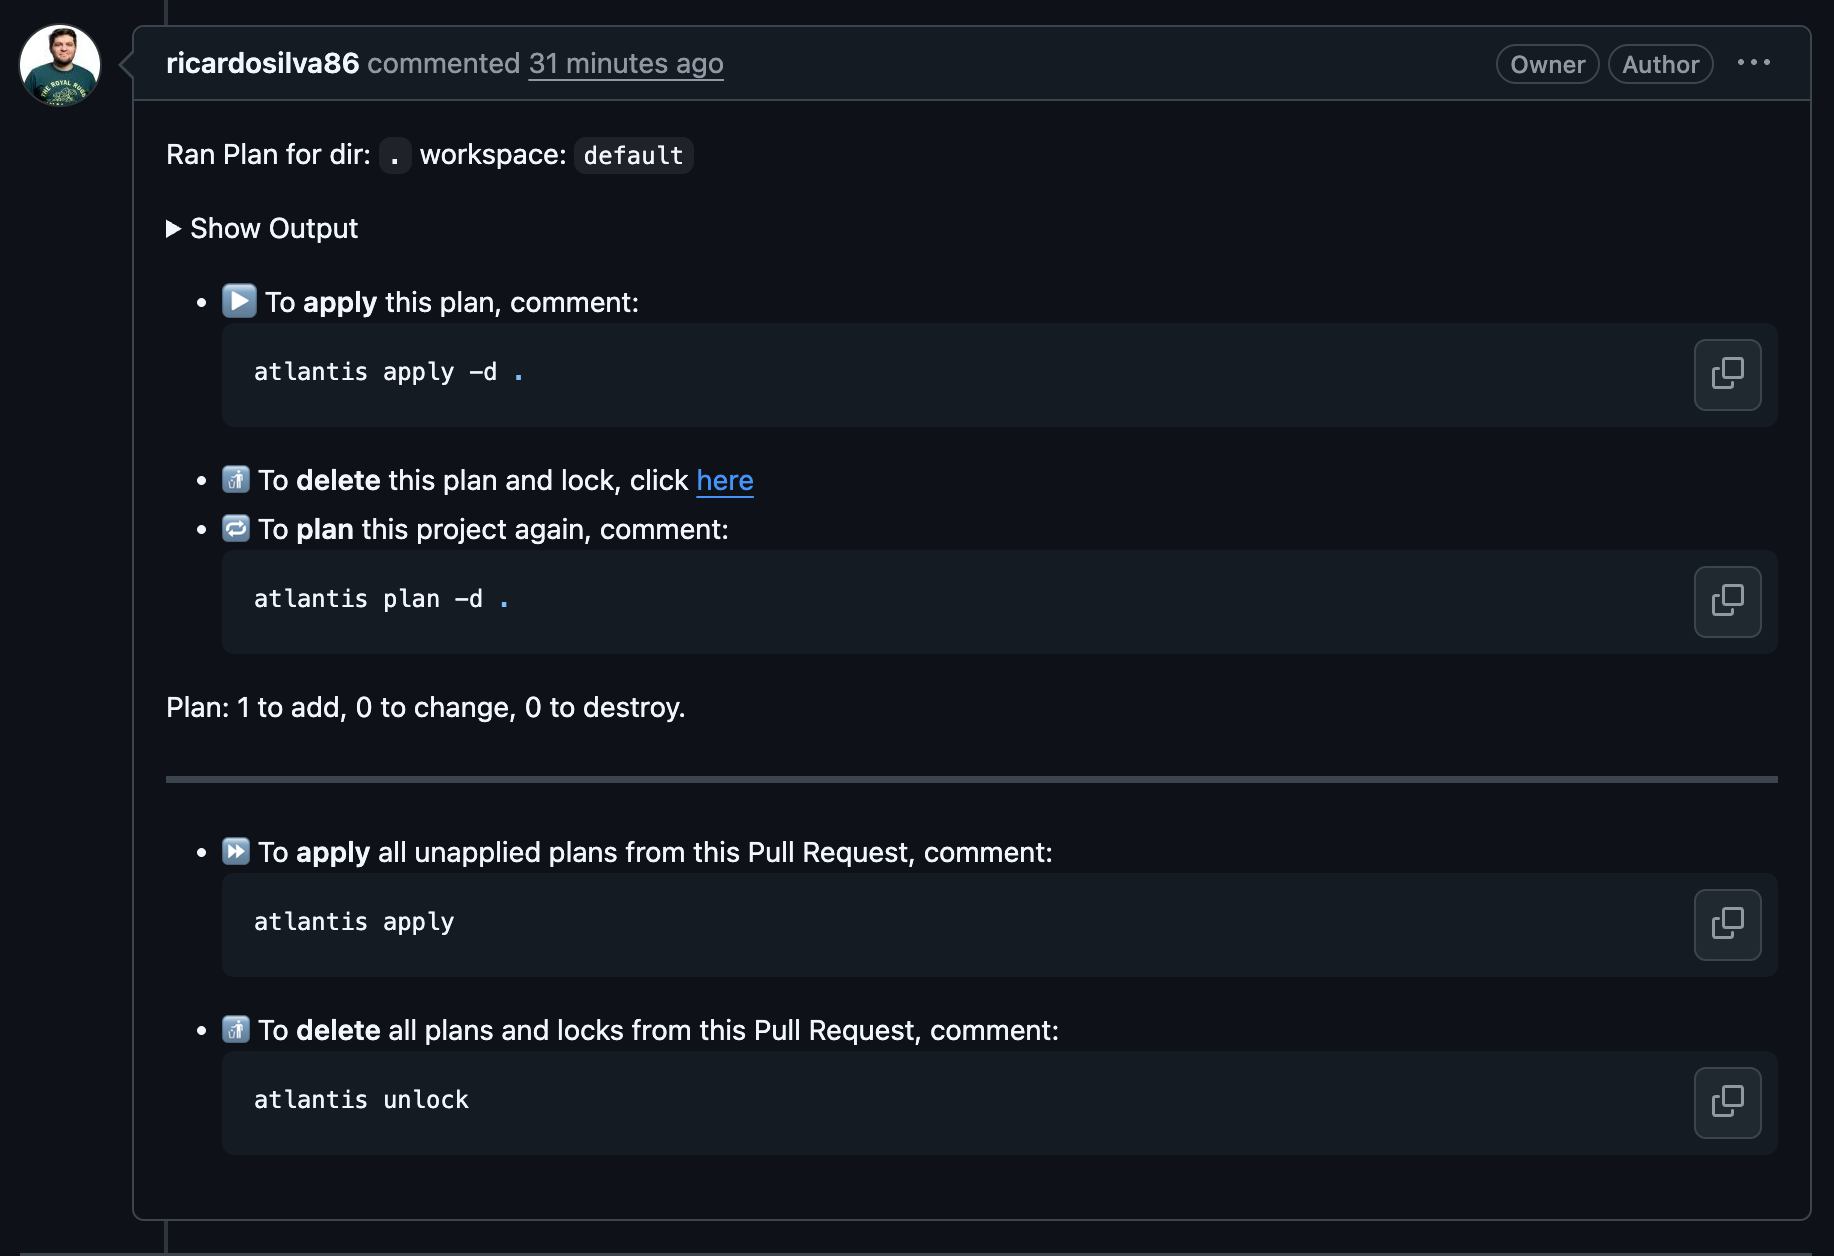 ricardosilva86 commented 31 minutes ago
Owner
Author
Ran Plan for dir: . workspace: default
Show Output
To apply this plan, comment:
atlantis apply -d .
To delete this plan and lock, click here
To plan this project again, comment:
atlantis plan -d .
Plan: 1 to add, 0 to change, 0 to destroy.
To apply all unapplied plans from this Pull Request, comment:
atlantis apply
To delete all plans and locks from this Pull Request, comment:
atlantis unlock